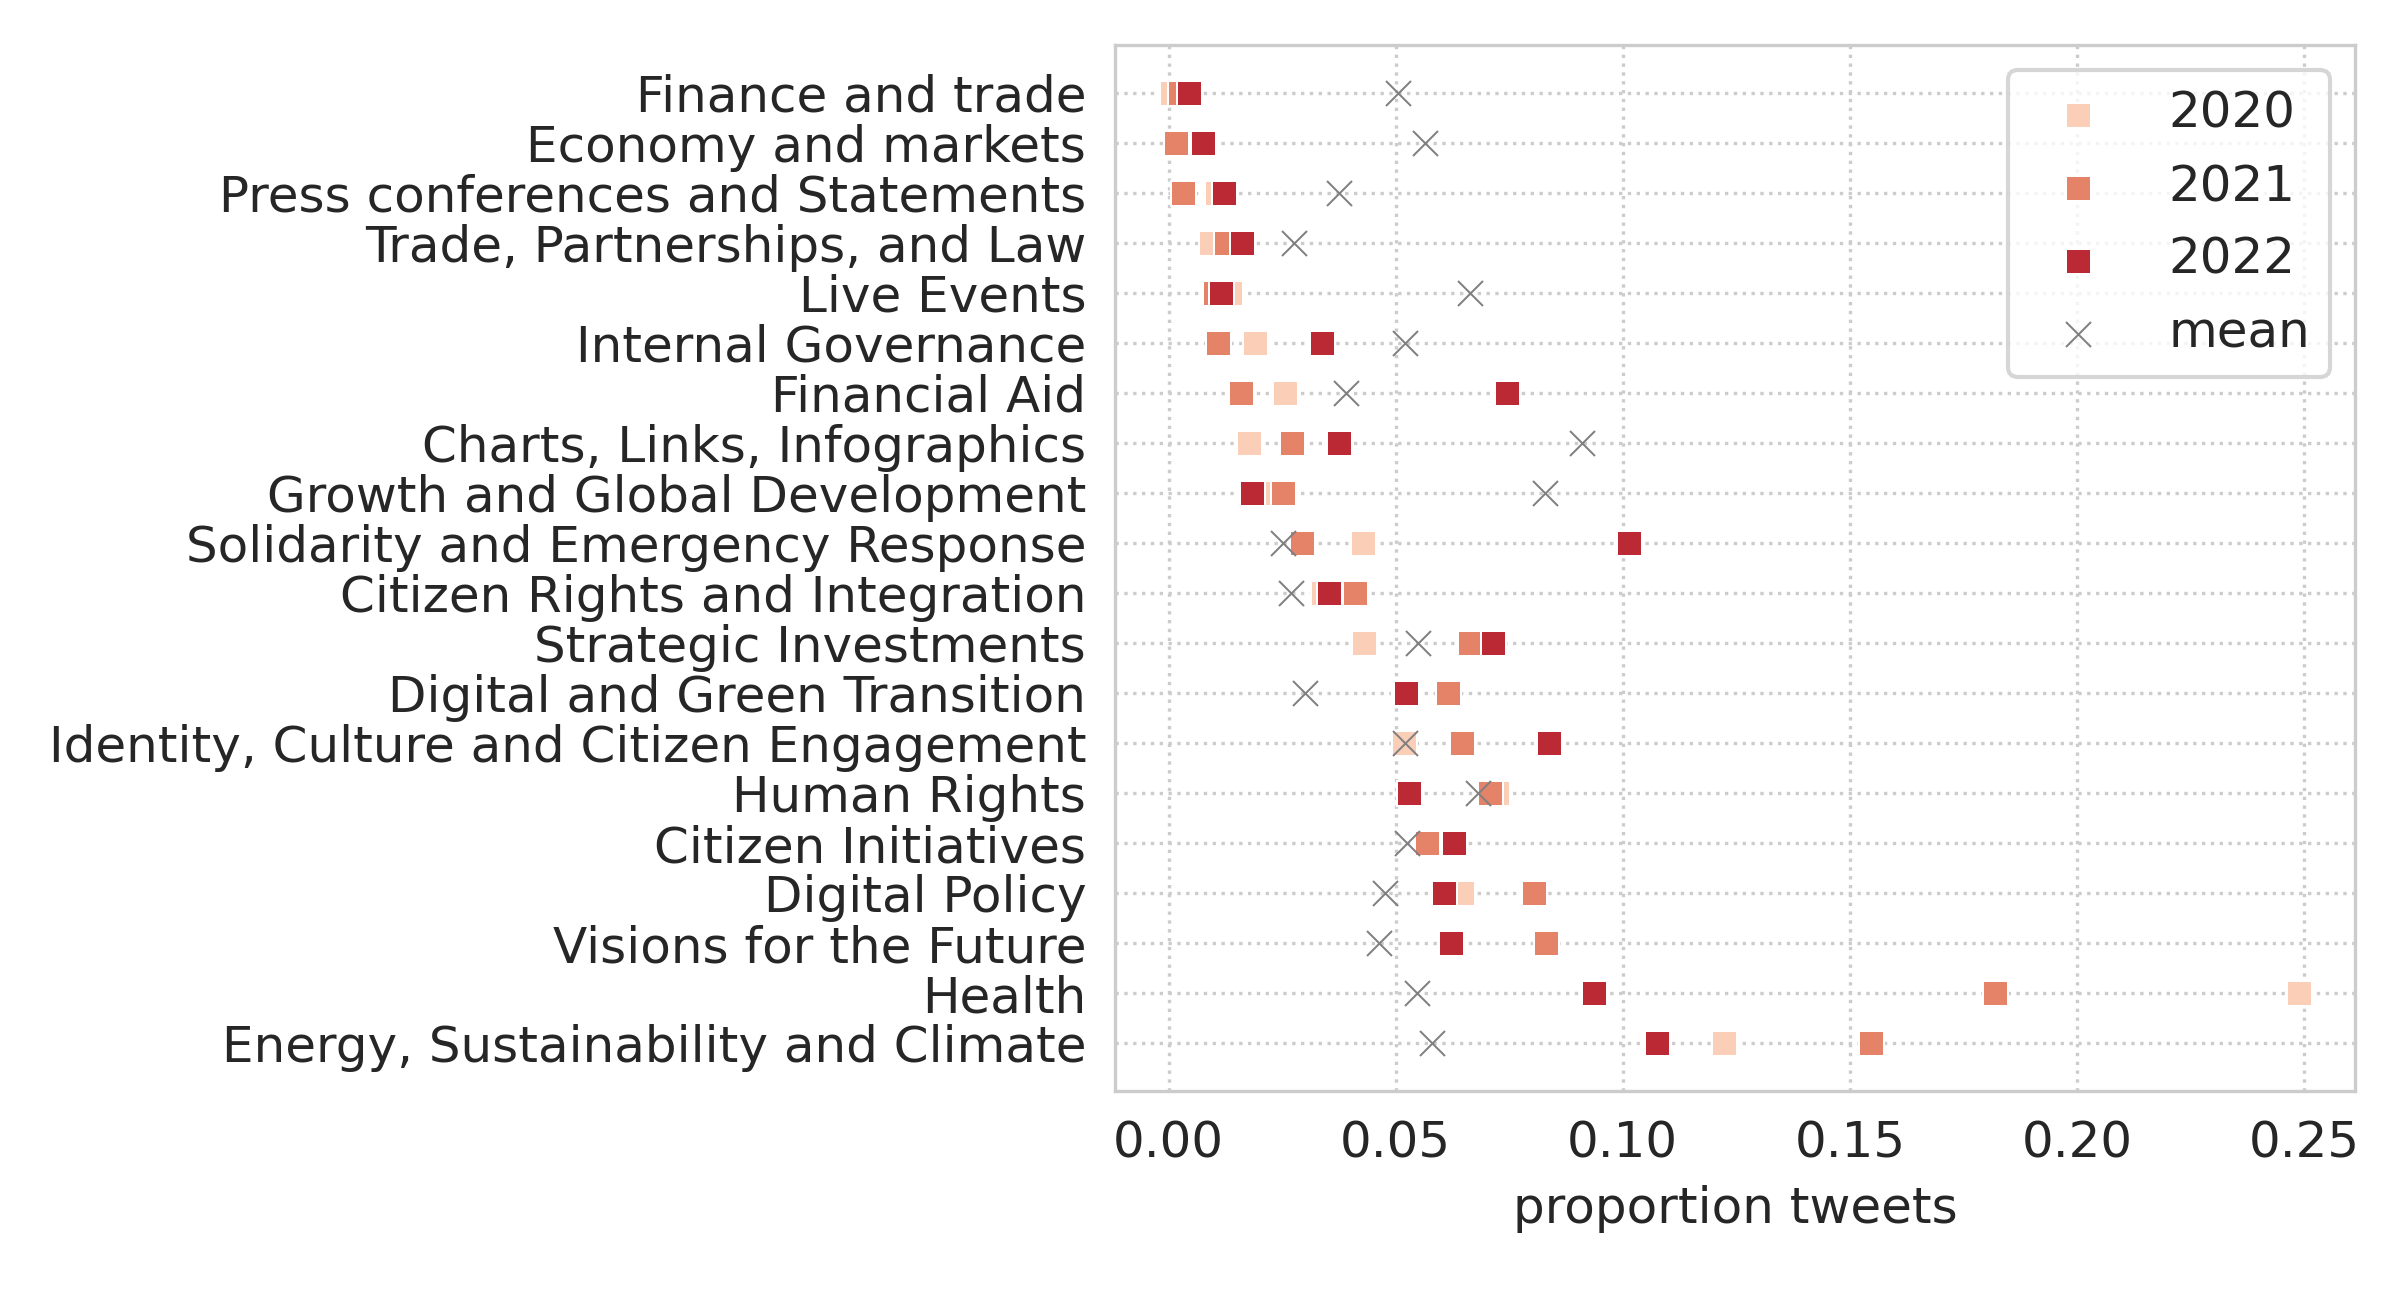 Finance and trade
Economy and markets
Press conferences and Statements
Trade, Partnerships, and Law
Live Events
Internal Governance
Financial Aid
Charts, Links, Infographics
Growth and Global Development
Solidarity and Emergency Response
Citizen Rights and Integration
Strategic Investments
Digital and Green Transition
Identity, Culture and Citizen Engagement
Human Rights
Citizen Initiatives
Digital Policy
Visions for the Future
Health
Energy, Sustainability and Climate
2020
2021
2022
mean
0.00 0.05 0.10 0.15 0.20 0.25
proportion tweets